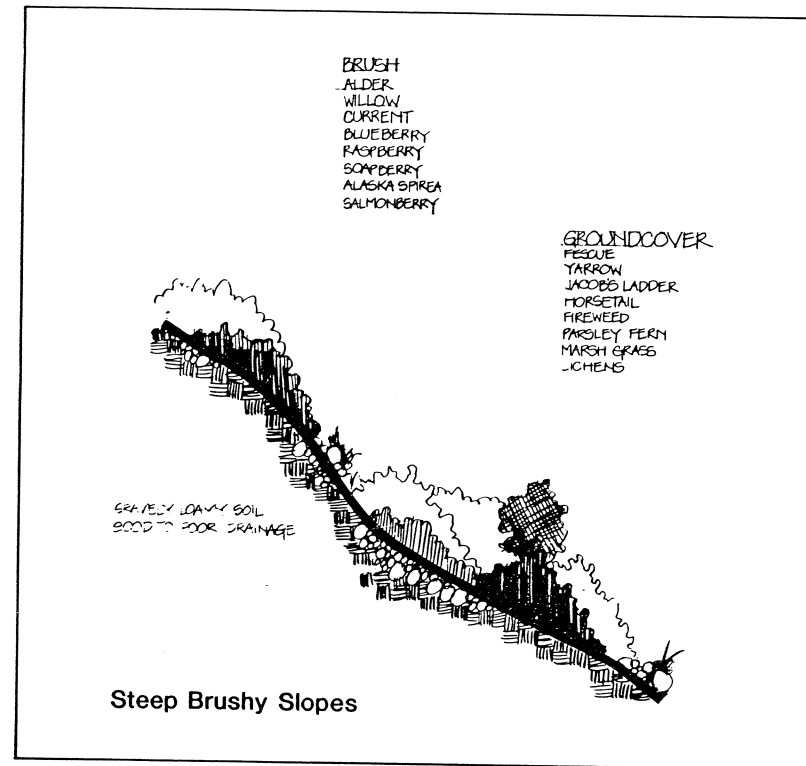 BRUSH
ALDER
WILLOW
CURRENT
BLUEBERRY
RASPBERRY
SOAPBERRY
ALASKA SPIREA
SALMONBERRY
GROUNDCOVER
FESCUE
YARROW
JACOB'S LADDER
HORSETAIL
FIREWEED
PARSLEY FERN
MARSH GRASS
LICHENS
GRAVELY LOAMY SOIL
GOOD TO POOR DRAINAGE
Steep Brushy Slopes